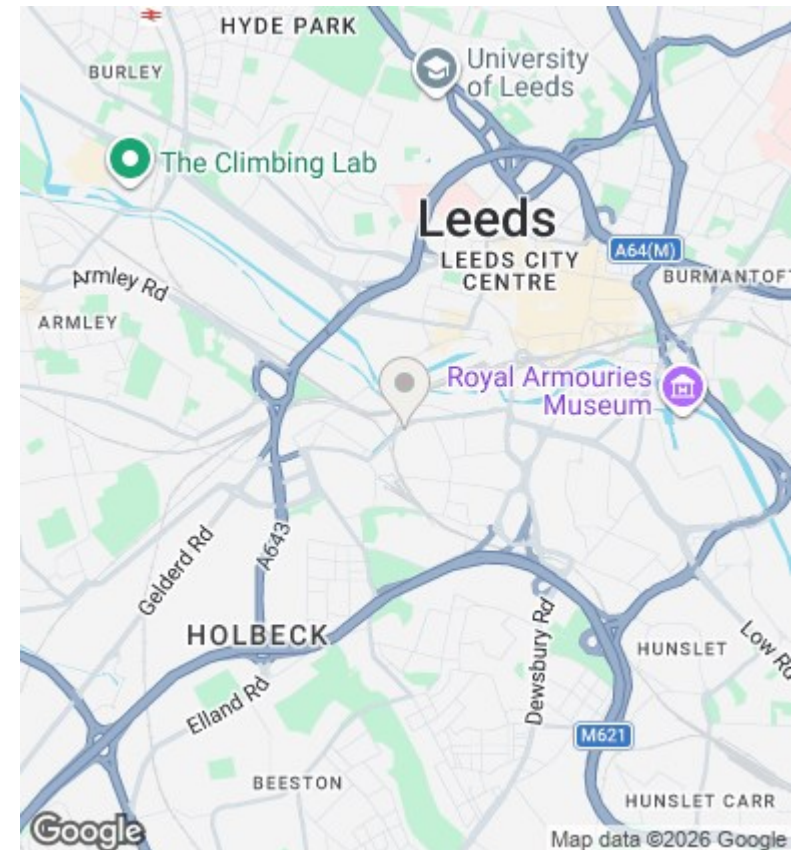 HYDE PARK
BURLEY
University
of Leeds
The Climbing Lab
Leeds
LEEDS CITY
CENTRE
A64(M)
BURMANTOFT
Armley Rd
ARMLEY
Royal Armouries
Museum
A643
Gelderd Rd
HOLBECK
Dewsbury Rd
HUNSLET
Low Rd
Elland Rd
M621
BEESTON
HUNSLET CARR
Google
Map data ©2026 Google